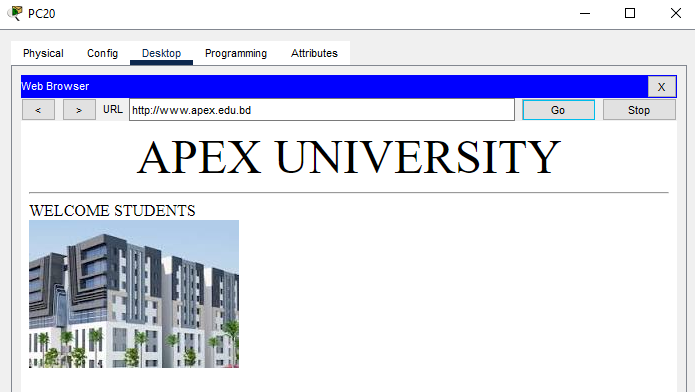 PC20
Physical Config Desktop Programming Attributes
Web Browser X
< > URL http://www.apex.edu.bd Go Stop
APEX UNIVERSITY
WELCOME STUDENTS